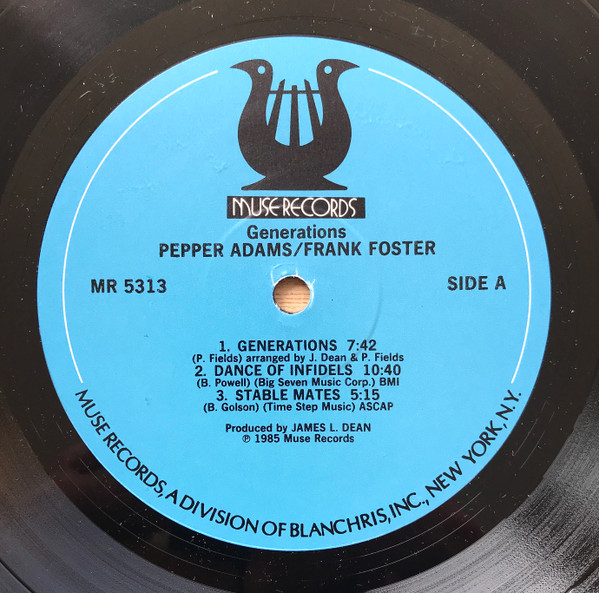 MUSE RECORDS
Generations
PEPPER ADAMS/FRANK FOSTER
MR 5313
SIDE A
1. GENERATIONS 7:42
(P. Fields) arranged by J. Dean & P. Fields
2. DANCE OF INFIDELS 10:40
(B. Powell) (Big Seven Music Corp.) BMI
3. STABLE MATES 5:15
(B. Golson) (Time Step Music) ASCAP
Produced by JAMES L. DEAN
℗ 1985 Muse Records
MUSE RECORDS, A DIVISION OF BLANCHRIS, INC., NEW YORK, N.Y.